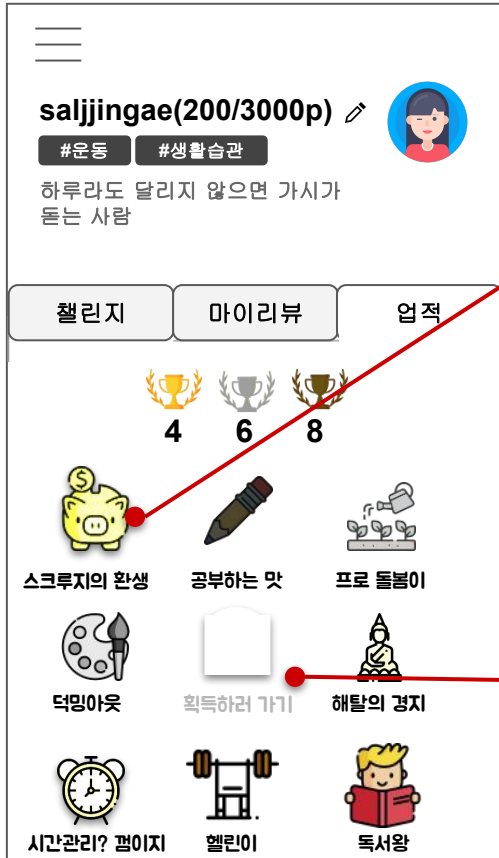 saljjingae(200/3000p)
#운동 #생활습관
하루라도 달리지 않으면 가시가
돋는 사람
챌린지 마이리뷰 업적
4 6 8
$
스크루지의 환생 공부하는 맛 프로 돌봄이
덕밍아웃 획득하러 가기 해탈의 경지
시간관리? 껌이지 헬린이 독서왕